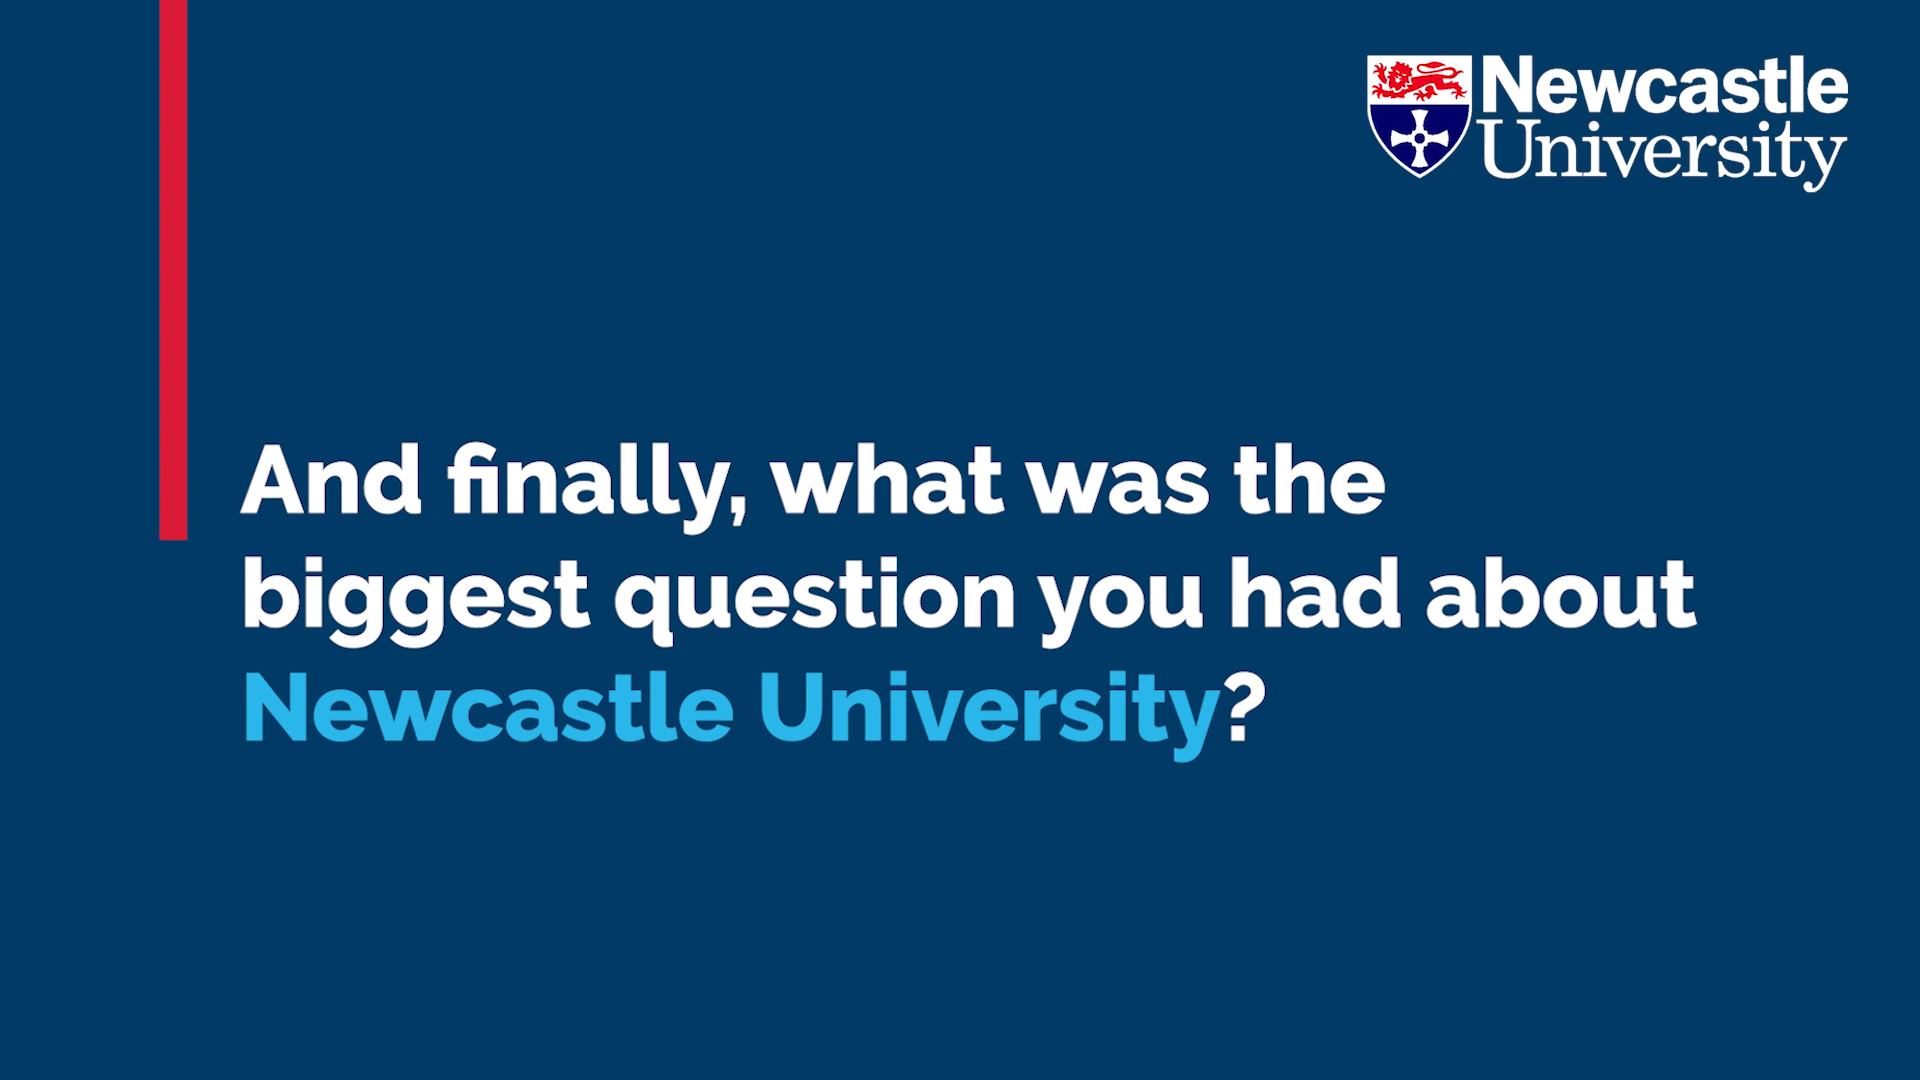 Newcastle
University
And finally, what was the
biggest question you had about
Newcastle University?